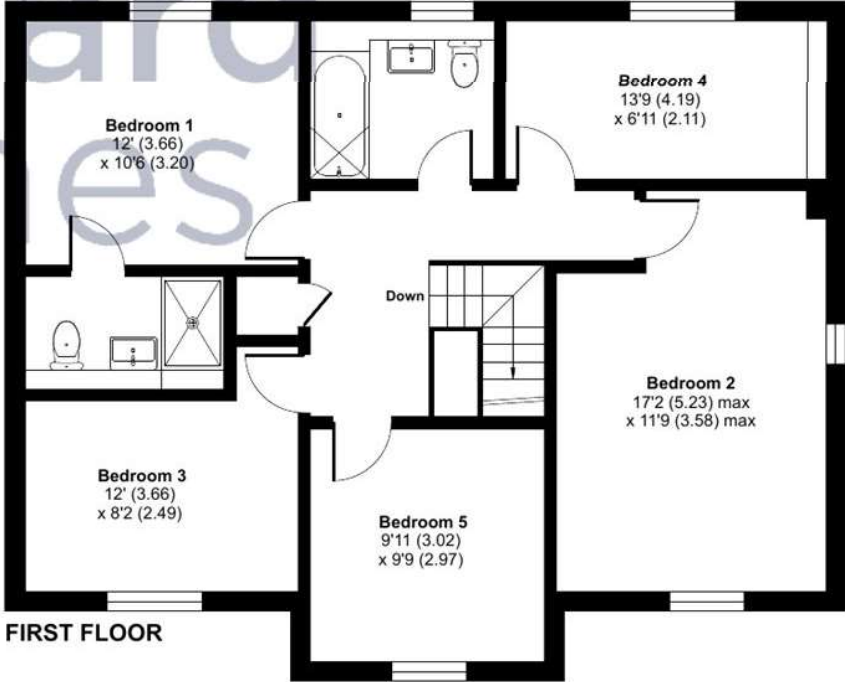 Bedroom 1
12' (3.66)
x 10'6 (3.20)
Bedroom 4
13'9 (4.19)
x 6'11 (2.11)
Down
Bedroom 2
17'2 (5.23) max
x 11'9 (3.58) max
Bedroom 3
12' (3.66)
x 8'2 (2.49)
Bedroom 5
9'11 (3.02)
x 9'9 (2.97)
FIRST FLOOR